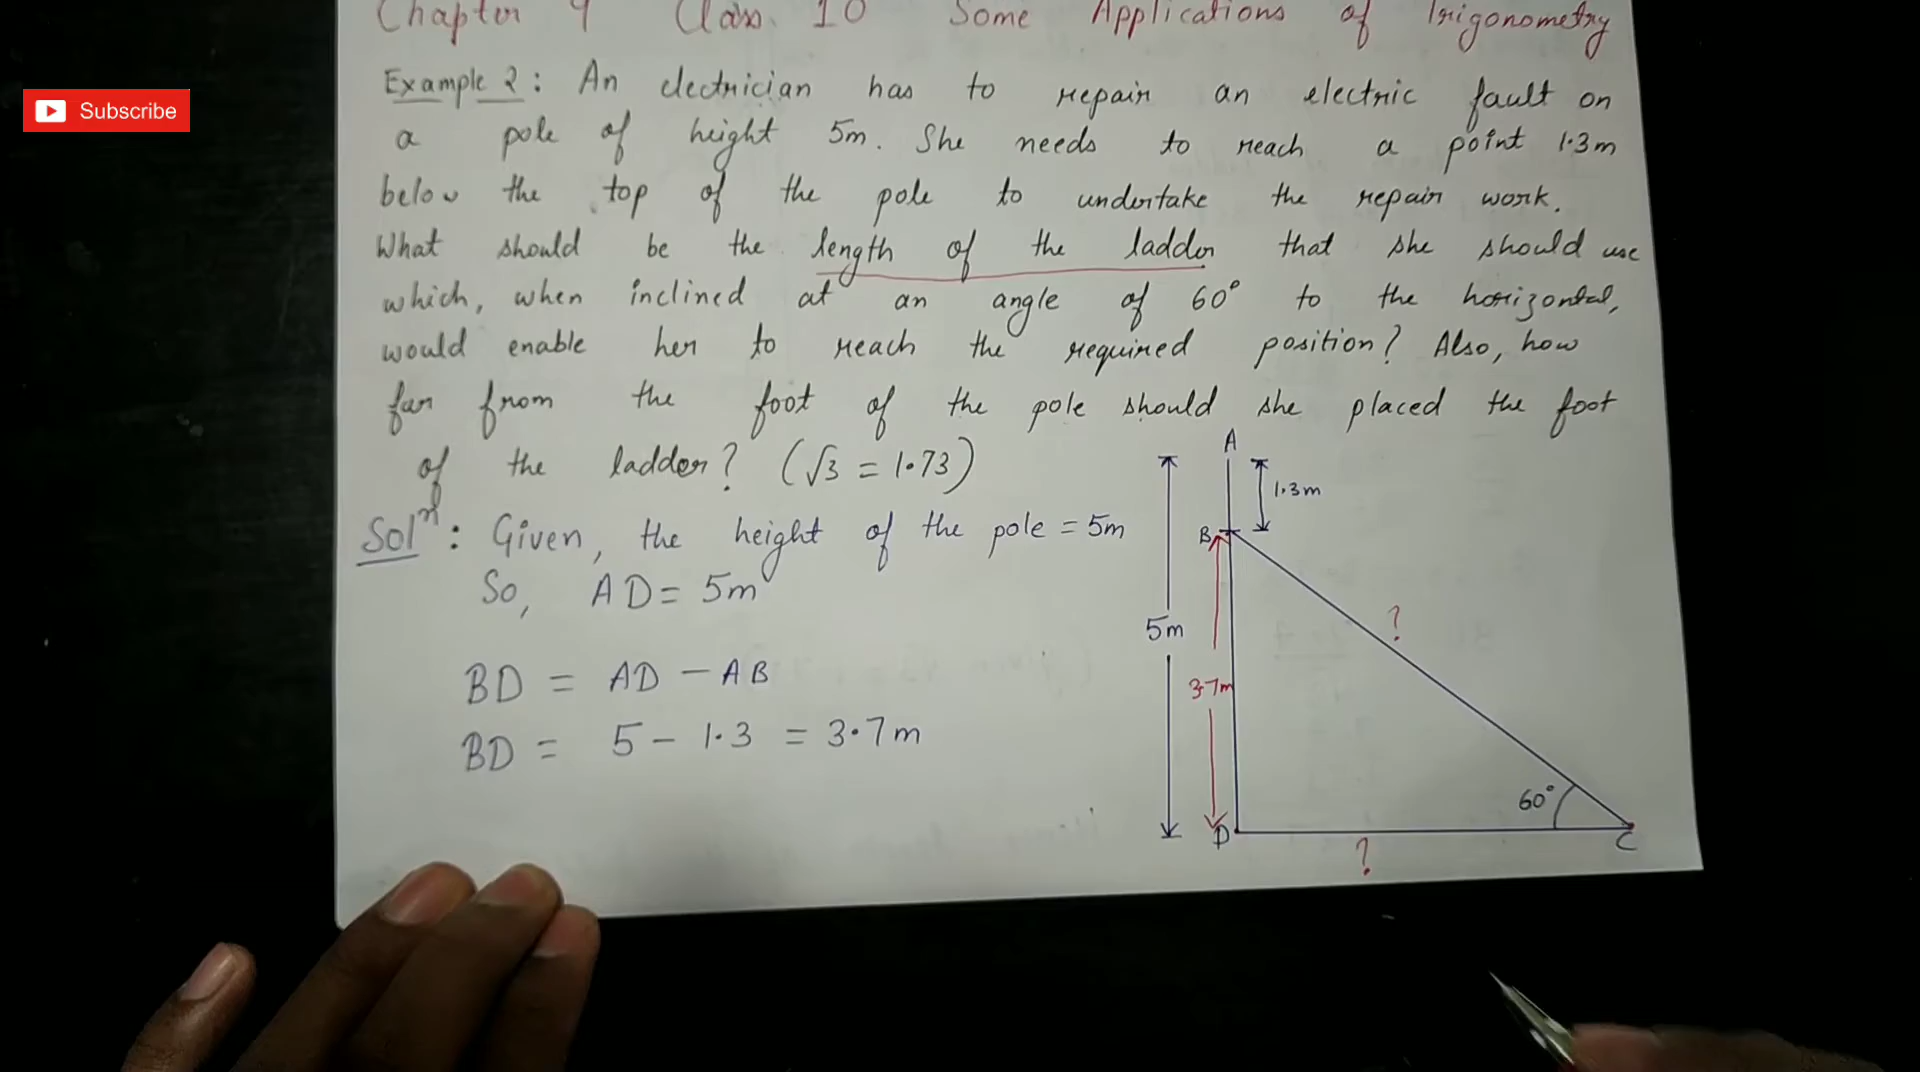 Chapter 9 Class 10 Some Applications of Trigonometry
Subscribe
Example 2 : An electrician has to repair an electric fault on
a pole of height 5m. She needs to reach a point 1.3m
below the top of the pole to undertake the repair work.
What should be the length of the ladder that she should use
which, when inclined at an angle of 60° to the horizontal,
would enable her to reach the required position? Also, how
far from the foot of the pole should she placed the foot
of the ladder? (√3 = 1.73)
Solⁿ : Given, the height of the pole = 5m
So, AD = 5m
BD = AD - AB
BD = 5 - 1.3 = 3.7m
A
1.3m
B
?
5m
3.7m
60°
D
C
?